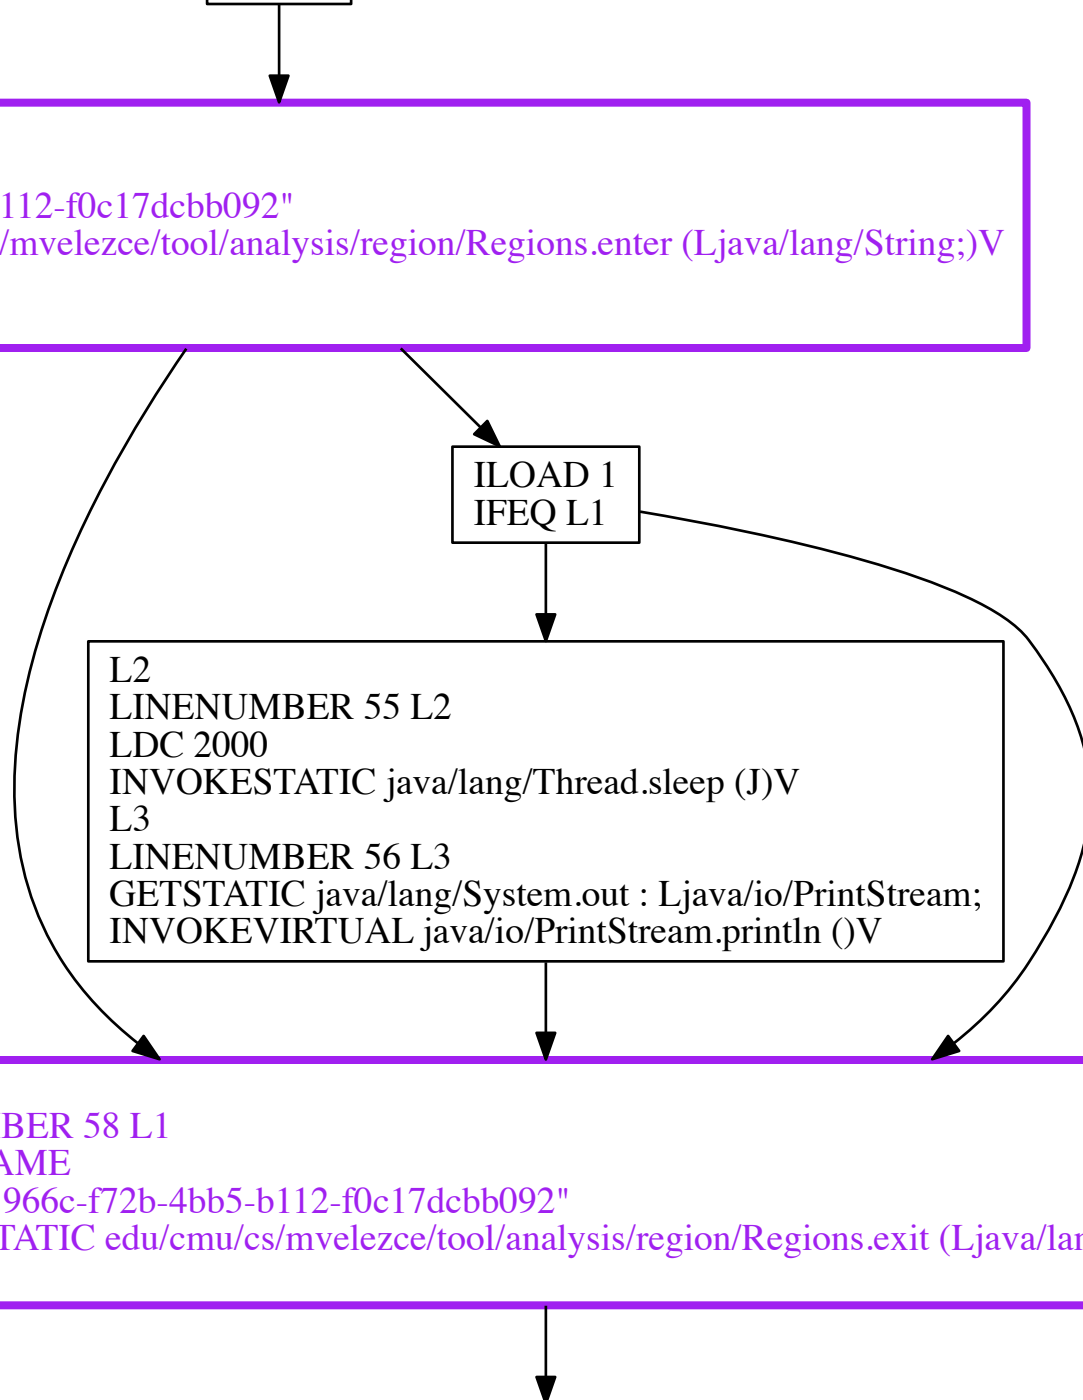 112-f0c17dcbb092"
/mvelezce/tool/analysis/region/Regions.enter (Ljava/lang/String;)V
ILOAD 1
IFEQ L1
L2
LINENUMBER 55 L2
LDC 2000
INVOKESTATIC java/lang/Thread.sleep (J)V
L3
LINENUMBER 56 L3
GETSTATIC java/lang/System.out : Ljava/io/PrintStream;
INVOKEVIRTUAL java/io/PrintStream.println ()V
BER 58 L1
AME
966c-f72b-4bb5-b112-f0c17dcbb092"
TATIC edu/cmu/cs/mvelezce/tool/analysis/region/Regions.exit (Ljava/lan